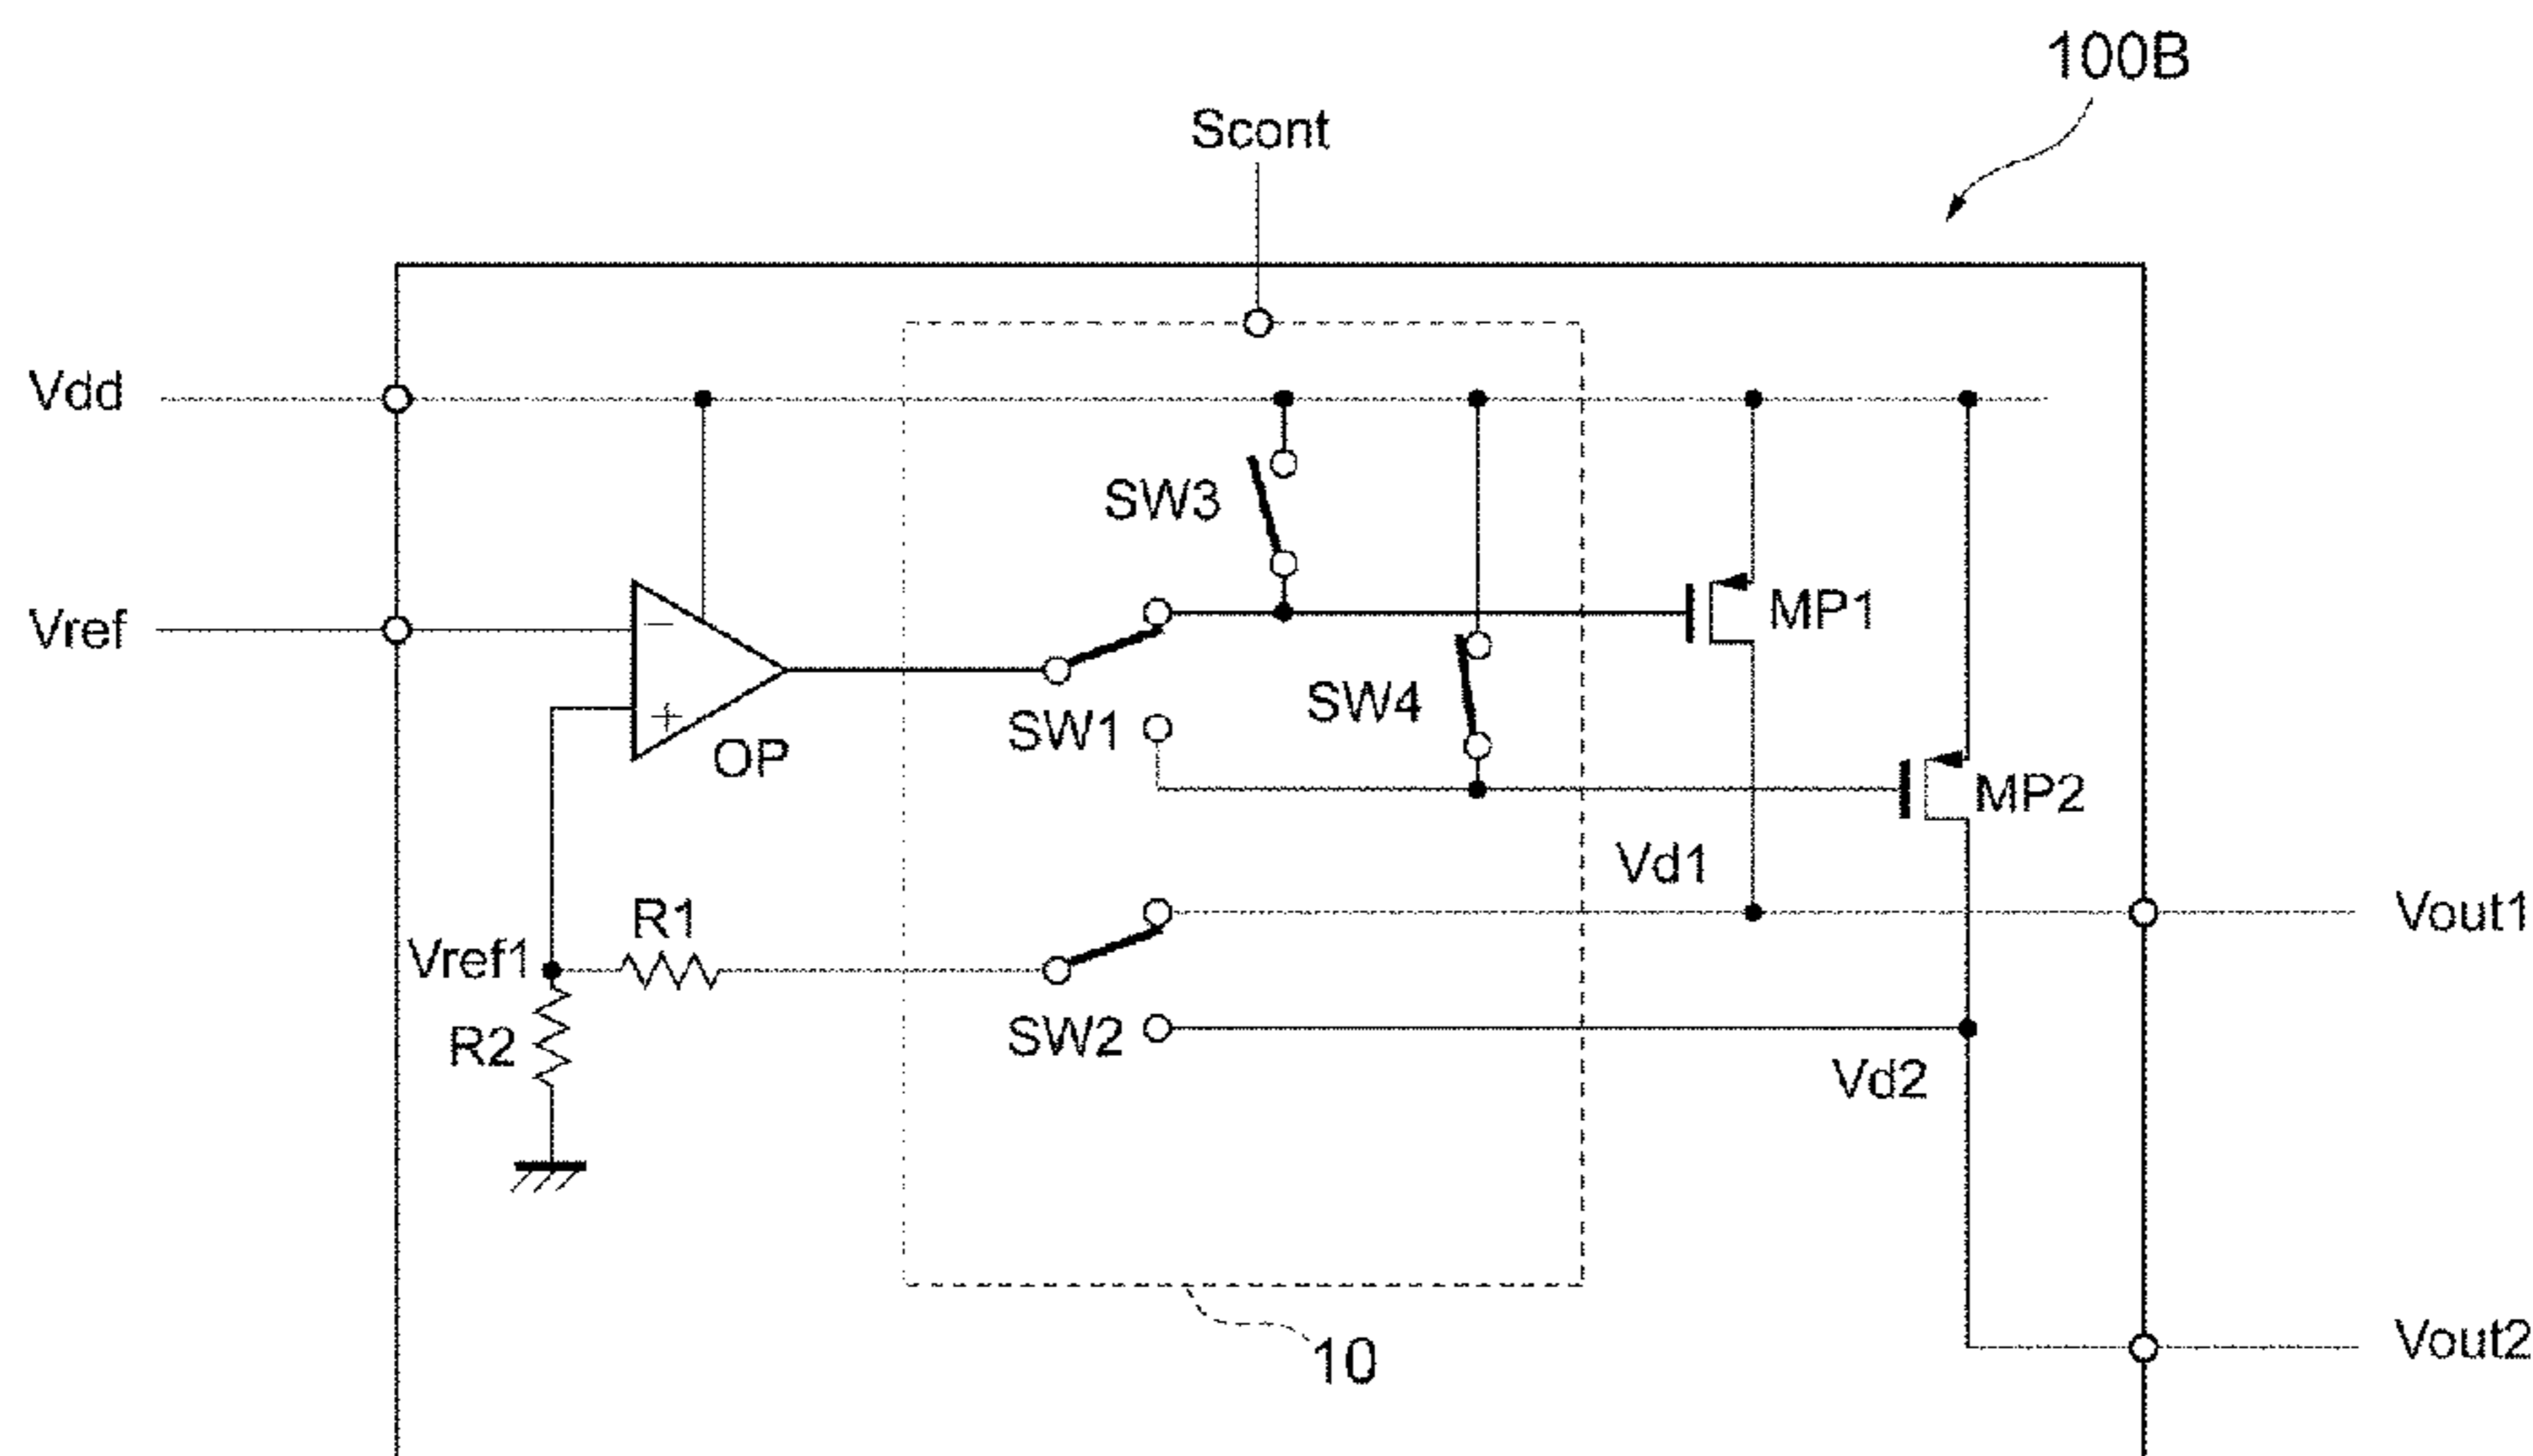 100B
Scont
Vdd
SW3
Vref
−
MP1
+
OP
SW1
SW4
MP2
Vd1
R1
Vout1
Vref1
R2
SW2
Vd2
10
Vout2